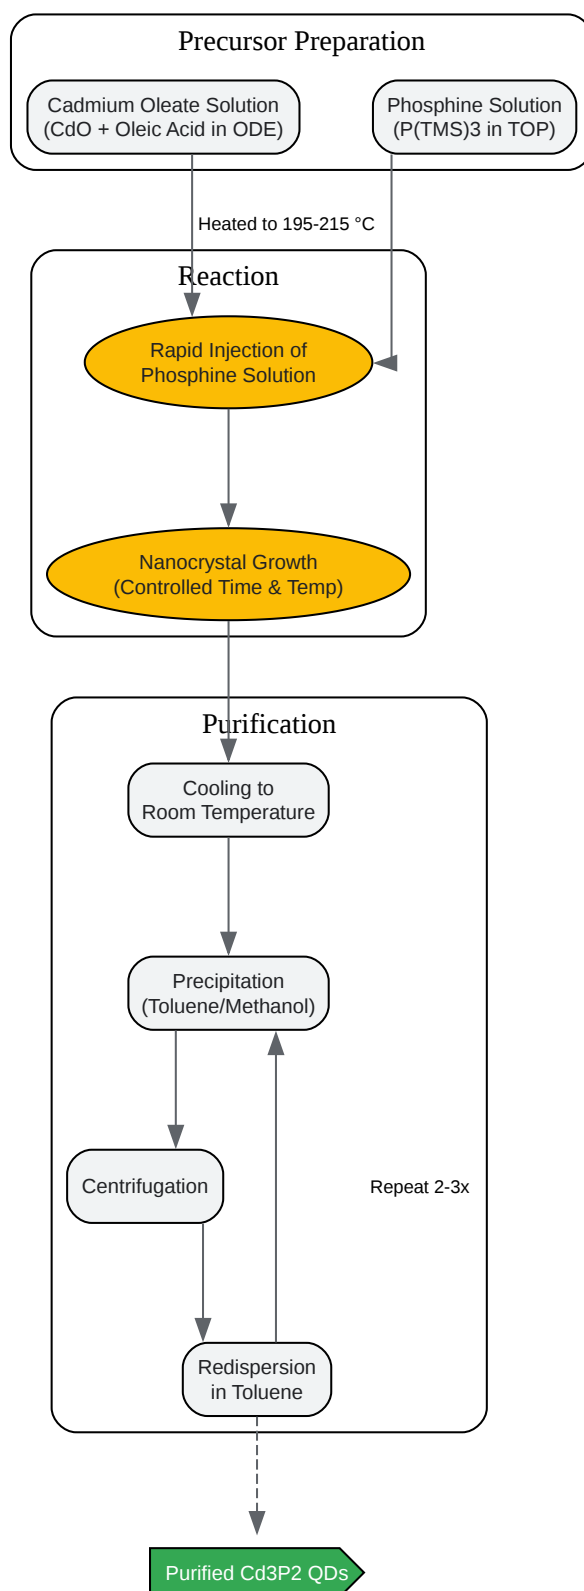 Precursor Preparation
Cadmium Oleate Solution
(CdO + Oleic Acid in ODE)
Phosphine Solution
(P(TMS)3 in TOP)
Heated to 195-215 °C
Reaction
Rapid Injection of
Phosphine Solution
Nanocrystal Growth
(Controlled Time & Temp)
Purification
Cooling to
Room Temperature
Precipitation
(Toluene/Methanol)
Centrifugation
Repeat 2-3x
Redispersion
in Toluene
Purified Cd3P2 QDs